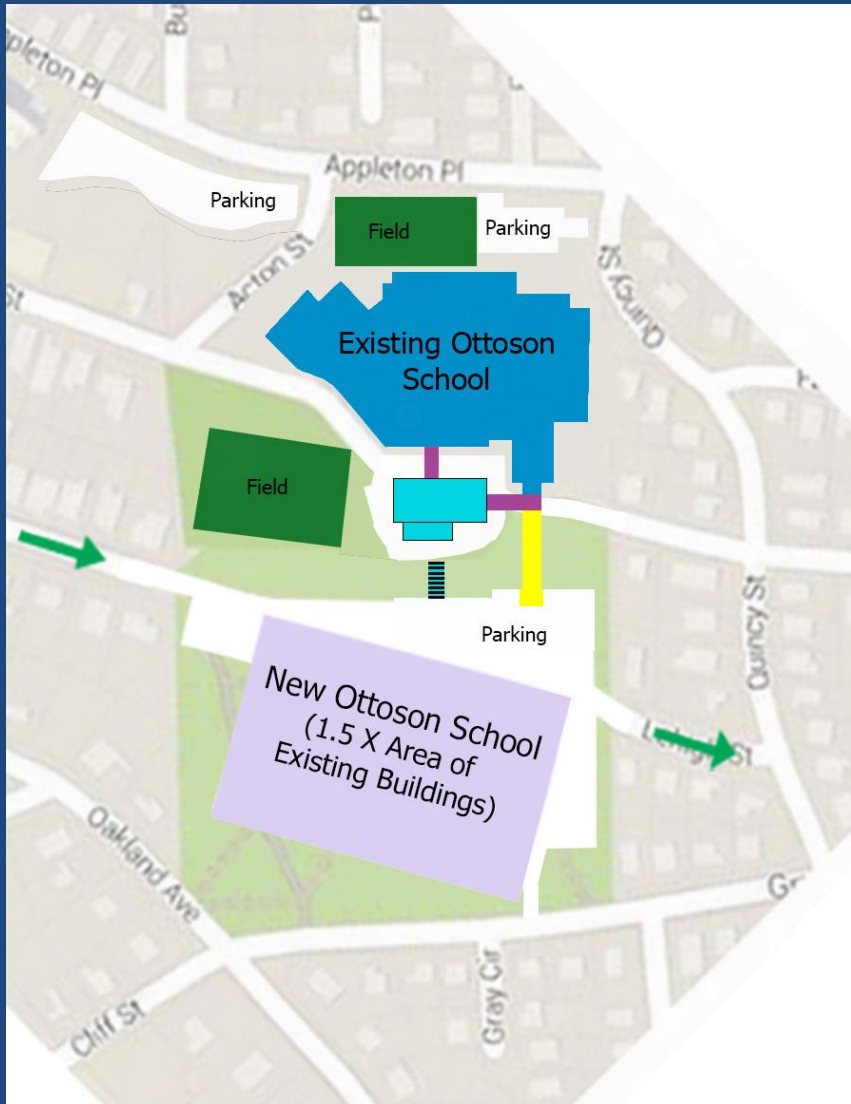 Appleton Pl
Appleton Pl
Parking
Field
Parking
Acton St
Quincy St
St
Existing Ottoson
School
Field
Parking
Quincy St
New Ottoson School
(1.5 X Area of
Existing Buildings)
Oakland Ave
Gray Cir
Cliff St